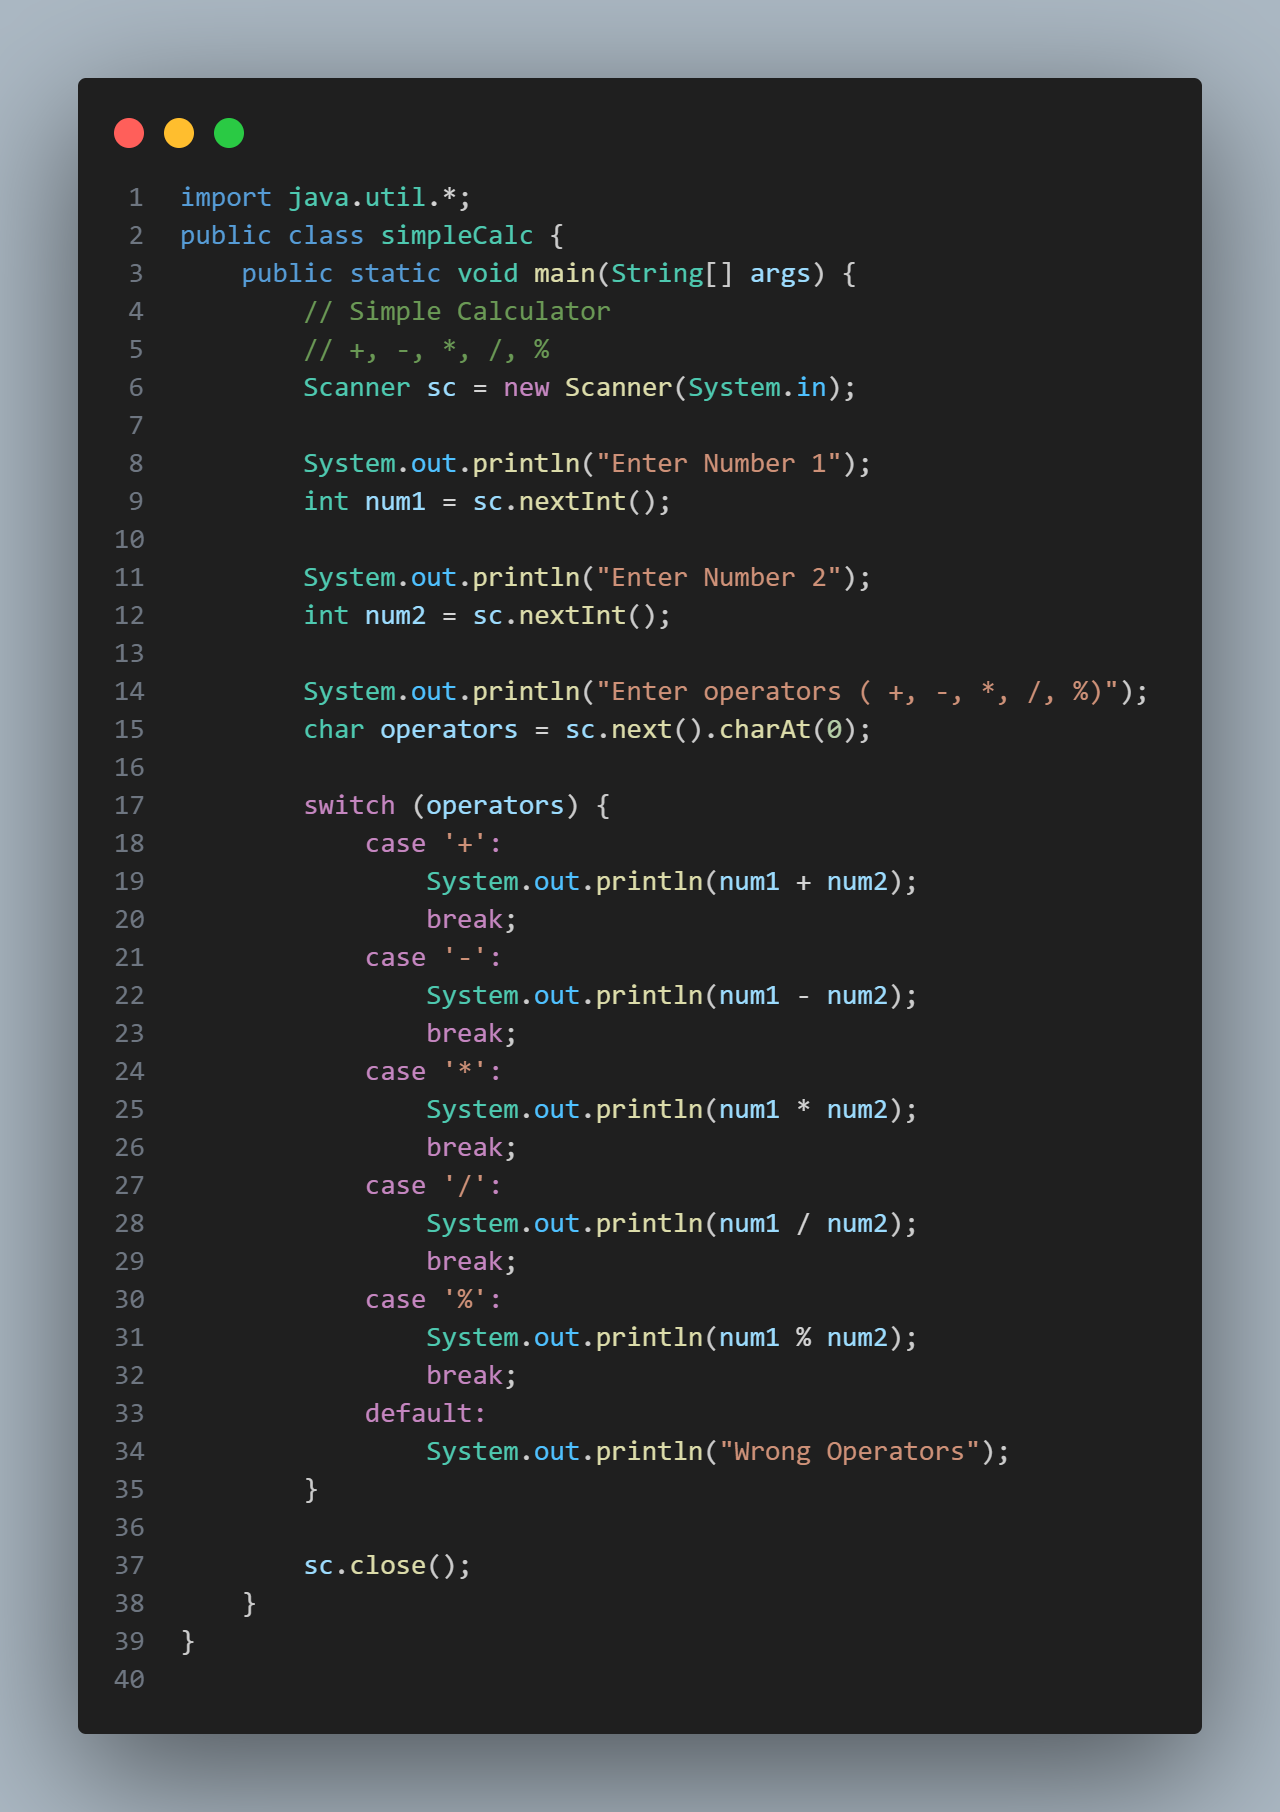 1 import java.util.*;
2 public class simpleCalc {
3     public static void main(String[] args) {
4         // Simple Calculator
5         // +, -, *, /, %
6         Scanner sc = new Scanner(System.in);
7
8         System.out.println("Enter Number 1");
9         int num1 = sc.nextInt();
10
11         System.out.println("Enter Number 2");
12         int num2 = sc.nextInt();
13
14         System.out.println("Enter operators ( +, -, *, /, %)");
15         char operators = sc.next().charAt(0);
16
17         switch (operators) {
18             case '+':
19                 System.out.println(num1 + num2);
20                 break;
21             case '-':
22                 System.out.println(num1 - num2);
23                 break;
24             case '*':
25                 System.out.println(num1 * num2);
26                 break;
27             case '/':
28                 System.out.println(num1 / num2);
29                 break;
30             case '%':
31                 System.out.println(num1 % num2);
32                 break;
33             default:
34                 System.out.println("Wrong Operators");
35         }
36
37         sc.close();
38     }
39 }
40